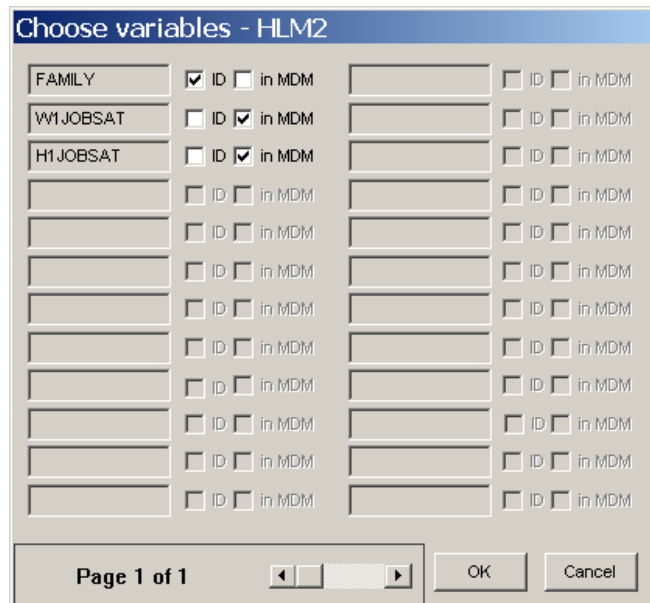 Choose variables - HLM2
FAMILY ID in MDM ID in MDM
W1JOBSAT ID in MDM ID in MDM
H1JOBSAT ID in MDM ID in MDM
ID in MDM ID in MDM
ID in MDM ID in MDM
ID in MDM ID in MDM
ID in MDM ID in MDM
ID in MDM ID in MDM
ID in MDM ID in MDM
ID in MDM ID in MDM
ID in MDM ID in MDM
ID in MDM ID in MDM
Page 1 of 1 OK Cancel